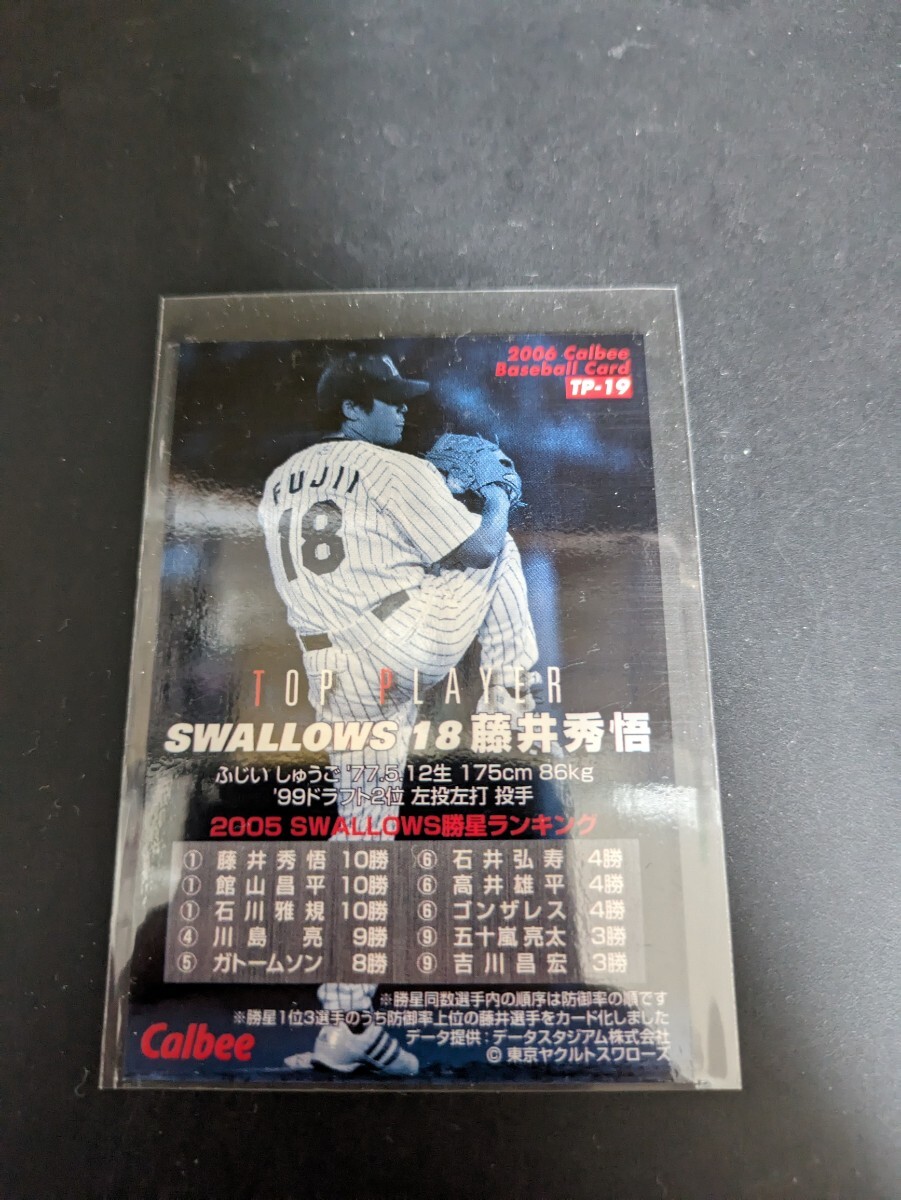 2006 Calbee
Baseball Card
TP-19
FUJII
18
TOP PLAYER
SWALLOWS 18 藤井秀悟
ふじい しゅうご '77.5.12生 175cm 86kg
'99ドラフト2位 左投左打 投手
2005 SWALLOWS勝星ランキング
① 藤井秀悟 10勝
① 館山昌平 10勝
① 石川雅規 10勝
④ 川島 亮 9勝
⑤ ガトームソン 8勝
⑥ 石井弘寿 4勝
⑥ 高井雄平 4勝
⑥ ゴンザレス 4勝
⑨ 五十嵐亮太 3勝
⑨ 吉川昌宏 3勝
※勝星同数選手内の順序は防御率の順です
※勝星1位3選手のうち防御率上位の藤井選手をカード化しました
データ提供：データスタジアム株式会社
© 東京ヤクルトスワローズ
Calbee